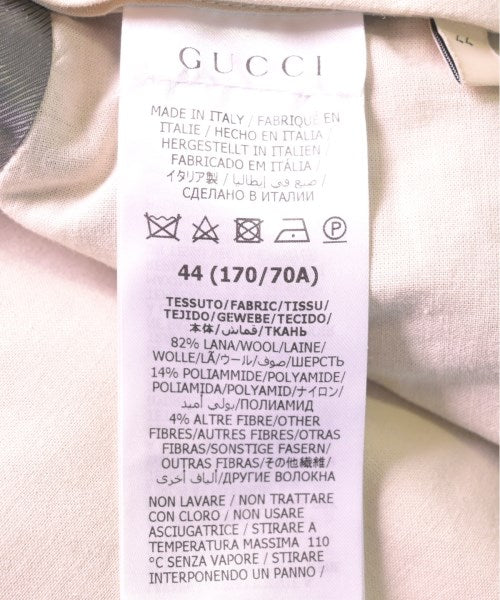 44
GUCCI
MADE IN ITALY / FABRIQUÉ EN
ITALIE / HECHO EN ITALIA/
HERGESTELLT IN ITALIEN /
FABRICADO EM ITÁLIA /
イタリア製 / صنع في إيطاليا /
СДЕЛАНО В ИТАЛИИ
P
44 (170/70A)
TESSUTO/FABRIC/TISSU/
TEJIDO/GEWEBE/TECIDO/
本体/قماش/ТКАНЬ
82% LANA/WOOL/LAINE/
WOLLE/LÃ/ウール/صوف/ШЕРСТЬ
14% POLIAMMIDE/POLYAMIDE/
POLIAMIDA/POLYAMID/ナイロン/
بولي أميد/ПОЛИАМИД
4% ALTRE FIBRE/OTHER
FIBRES/AUTRES FIBRES/OTRAS
FIBRAS/SONSTIGE FASERN/
OUTRAS FIBRAS/その他繊維/
ألياف أخرى/ДРУГИЕ ВОЛОКНА
NON LAVARE / NON TRATTARE
CON CLORO / NON USARE
ASCIUGATRICE / STIRARE A
TEMPERATURA MASSIMA 110
°C SENZA VAPORE / STIRARE
INTERPONENDO UN PANNO /